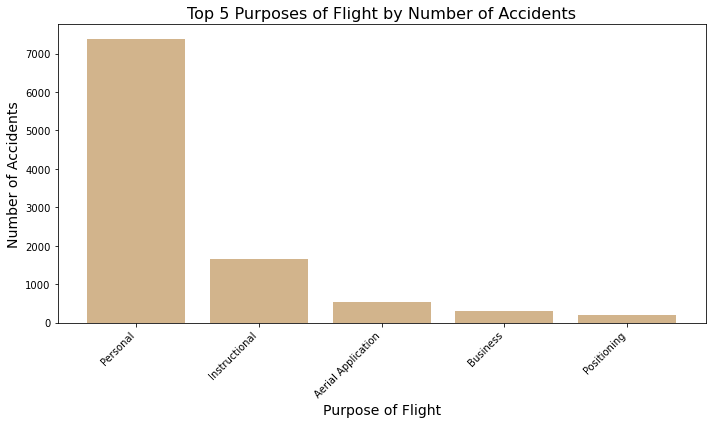 Top 5 Purposes of Flight by Number of Accidents
Number of Accidents
7000
6000
5000
4000
3000
2000
1000
0
Personal
Instructional
Aerial Application
Business
Positioning
Purpose of Flight